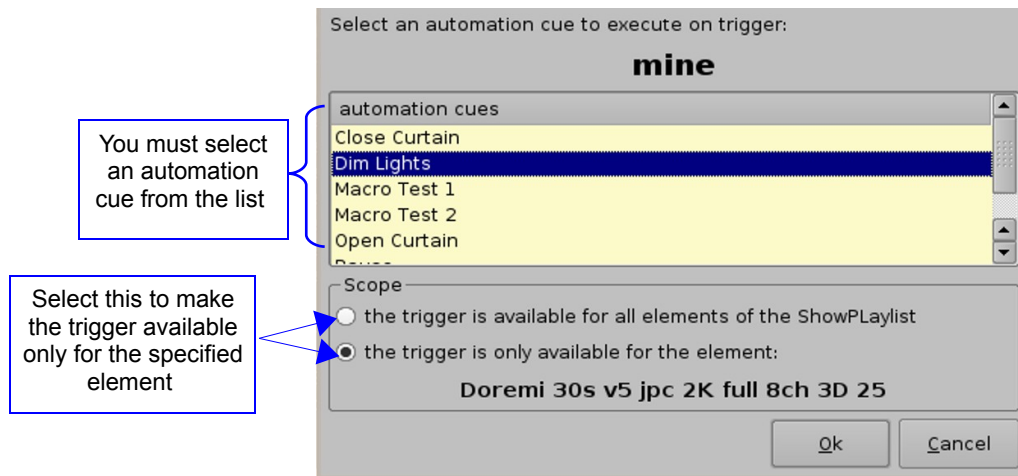 Select an automation cue to execute on trigger:
mine
automation cues
Close Curtain
Dim Lights
Macro Test 1
Macro Test 2
Open Curtain
Pause
You must select
an automation
cue from the list
Scope
the trigger is available for all elements of the ShowPLaylist
the trigger is only available for the element:
Doremi 30s v5 jpc 2K full 8ch 3D 25
Select this to make
the trigger available
only for the specified
element
Ok
Cancel